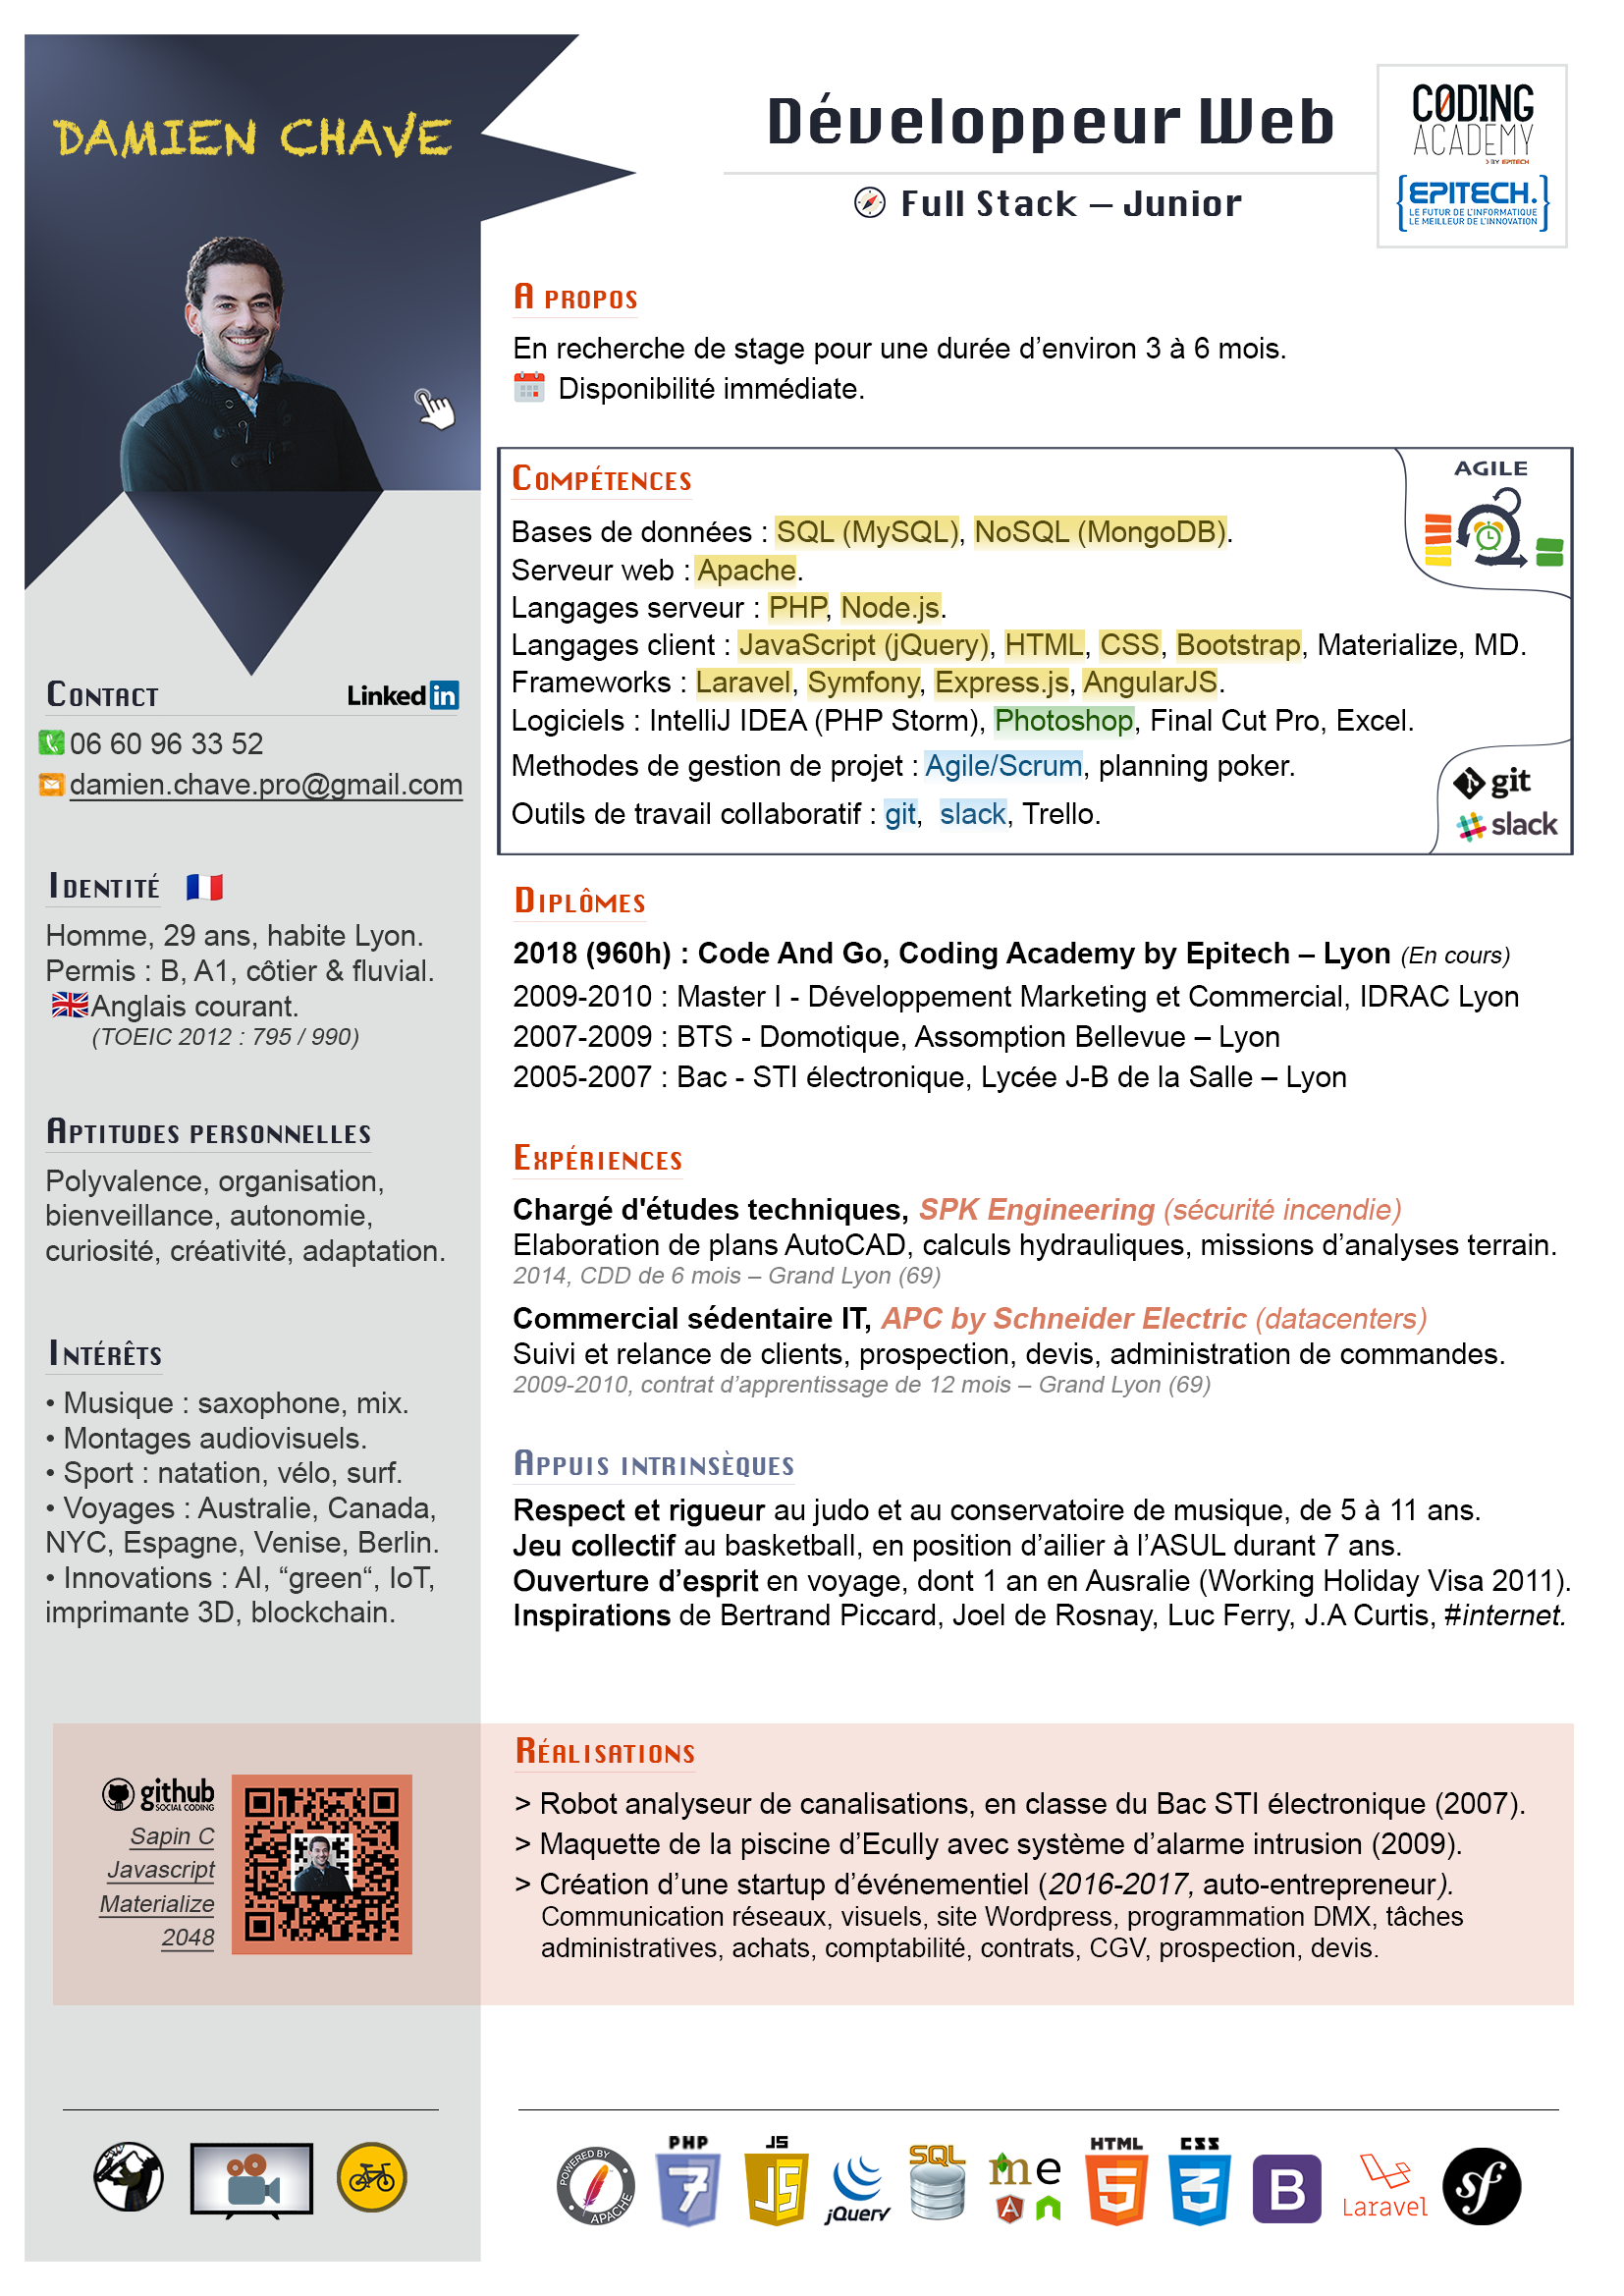 DAMIEN CHAVE
Développeur Web
Full Stack – Junior
CODING
ACADEMY
> BY EPITECH
{EPITECH.}
LE FUTUR DE L'INFORMATIQUE
LE MEILLEUR DE L'INNOVATION
Contact
Linked in
06 60 96 33 52
damien.chave.pro@gmail.com
Identité
Homme, 29 ans, habite Lyon.
Permis : B, A1, côtier & fluvial.
Anglais courant.
(TOEIC 2012 : 795 / 990)
Aptitudes personnelles
Polyvalence, organisation,
bienveillance, autonomie,
curiosité, créativité, adaptation.
Intérêts
• Musique : saxophone, mix.
• Montages audiovisuels.
• Sport : natation, vélo, surf.
• Voyages : Australie, Canada,
NYC, Espagne, Venise, Berlin.
• Innovations : AI, “green“, IoT,
imprimante 3D, blockchain.
A propos
En recherche de stage pour une durée d’environ 3 à 6 mois.
Disponibilité immédiate.
Compétences
AGILE
Bases de données : SQL (MySQL), NoSQL (MongoDB).
Serveur web : Apache.
Langages serveur : PHP, Node.js.
Langages client : JavaScript (jQuery), HTML, CSS, Bootstrap, Materialize, MD.
Frameworks : Laravel, Symfony, Express.js, AngularJS.
Logiciels : IntelliJ IDEA (PHP Storm), Photoshop, Final Cut Pro, Excel.
Methodes de gestion de projet : Agile/Scrum, planning poker.
Outils de travail collaboratif : git, slack, Trello.
git
slack
Diplômes
2018 (960h) : Code And Go, Coding Academy by Epitech – Lyon (En cours)
2009-2010 : Master I - Développement Marketing et Commercial, IDRAC Lyon
2007-2009 : BTS - Domotique, Assomption Bellevue – Lyon
2005-2007 : Bac - STI électronique, Lycée J-B de la Salle – Lyon
Expériences
Chargé d'études techniques, SPK Engineering (sécurité incendie)
Elaboration de plans AutoCAD, calculs hydrauliques, missions d’analyses terrain.
2014, CDD de 6 mois – Grand Lyon (69)
Commercial sédentaire IT, APC by Schneider Electric (datacenters)
Suivi et relance de clients, prospection, devis, administration de commandes.
2009-2010, contrat d’apprentissage de 12 mois – Grand Lyon (69)
Appuis intrinsèques
Respect et rigueur au judo et au conservatoire de musique, de 5 à 11 ans.
Jeu collectif au basketball, en position d’ailier à l’ASUL durant 7 ans.
Ouverture d’esprit en voyage, dont 1 an en Ausralie (Working Holiday Visa 2011).
Inspirations de Bertrand Piccard, Joel de Rosnay, Luc Ferry, J.A Curtis, #internet.
github
SOCIAL CODING
Sapin C
Javascript
Materialize
2048
Réalisations
> Robot analyseur de canalisations, en classe du Bac STI électronique (2007).
> Maquette de la piscine d’Ecully avec système d’alarme intrusion (2009).
> Création d’une startup d’événementiel (2016-2017, auto-entrepreneur).
Communication réseaux, visuels, site Wordpress, programmation DMX, tâches
administratives, achats, comptabilité, contrats, CGV, prospection, devis.
POWERED BY APACHE
PHP 7
JS JS
jQuery
SQL
me A n
HTML 5
CSS 3
B
Laravel
sf